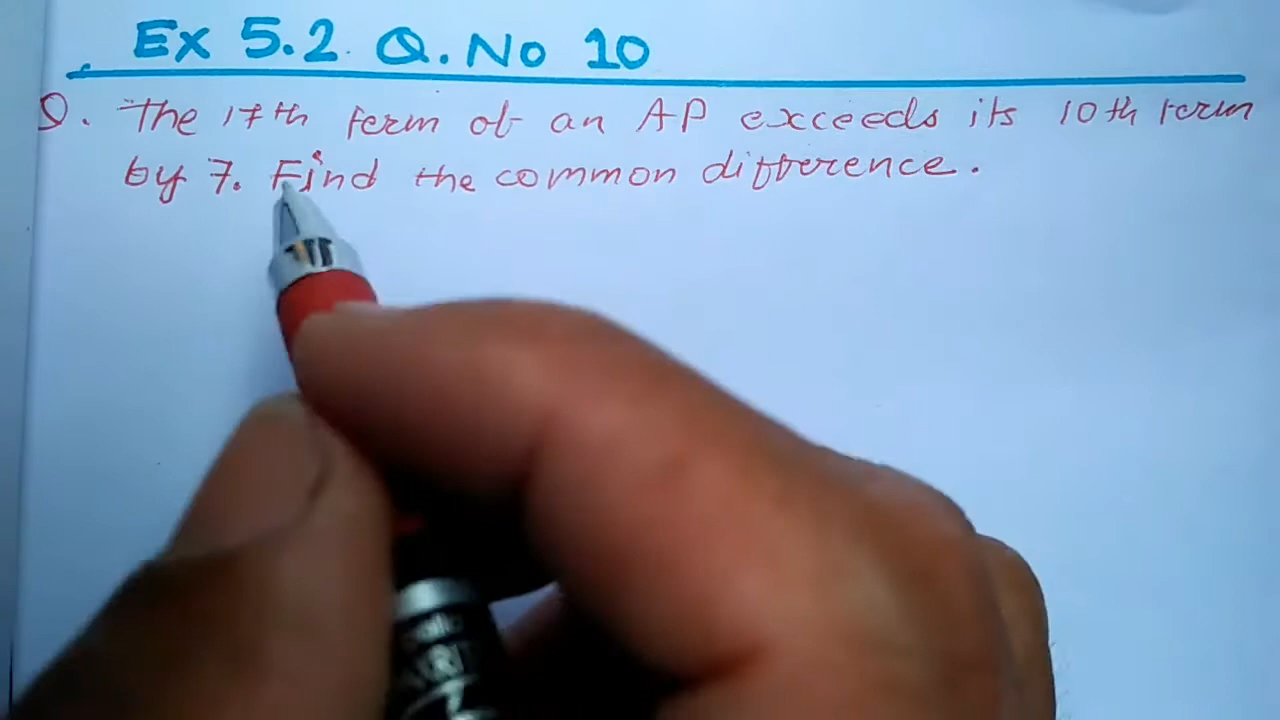 Ex 5.2. Q. No 10
Q. The 17th term of an AP exceeds its 10th term
by 7. Find the common difference.